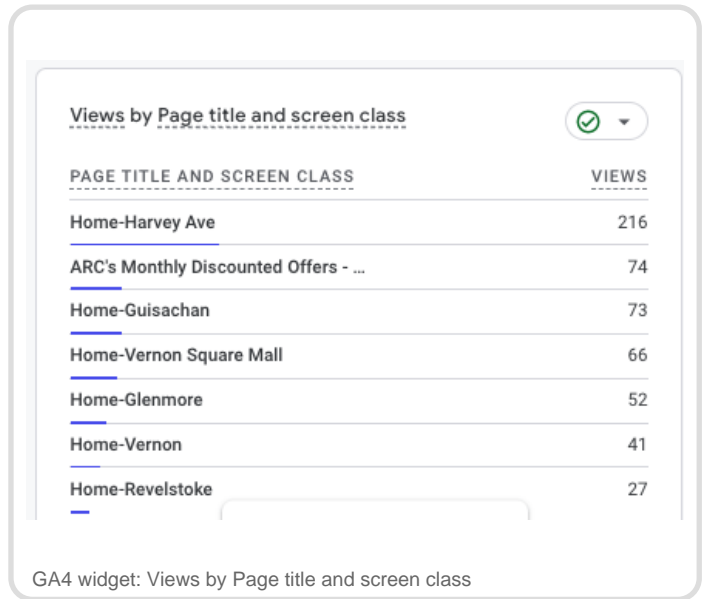 Views by Page title and screen class
PAGE TITLE AND SCREEN CLASS VIEWS
Home-Harvey Ave 216
ARC's Monthly Discounted Offers - ... 74
Home-Guisachan 73
Home-Vernon Square Mall 66
Home-Glenmore 52
Home-Vernon 41
Home-Revelstoke 27
GA4 widget: Views by Page title and screen class